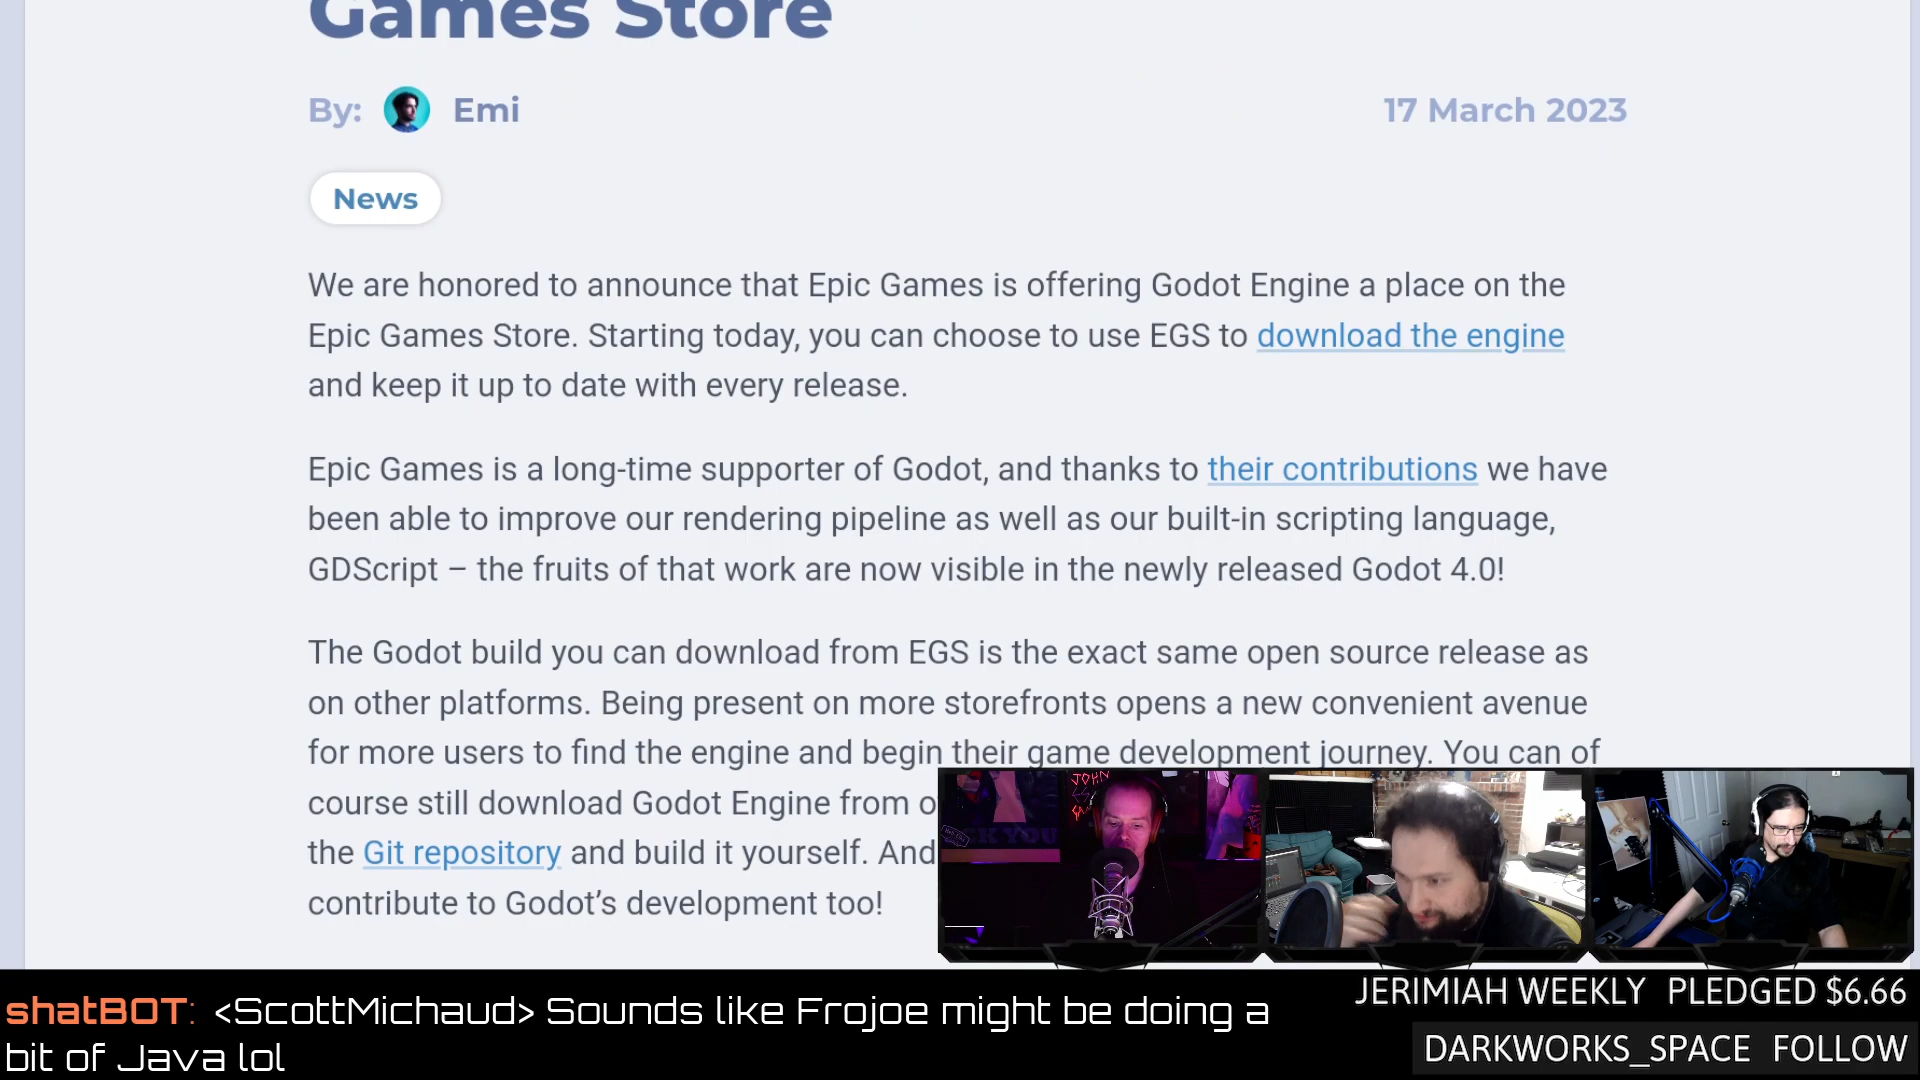 Games Store
By: Emi 17 March 2023
News
We are honored to announce that Epic Games is offering Godot Engine a place on the
Epic Games Store. Starting today, you can choose to use EGS to download the engine
and keep it up to date with every release.
Epic Games is a long-time supporter of Godot, and thanks to their contributions we have
been able to improve our rendering pipeline as well as our built-in scripting language,
GDScript – the fruits of that work are now visible in the newly released Godot 4.0!
The Godot build you can download from EGS is the exact same open source release as
on other platforms. Being present on more storefronts opens a new convenient avenue
for more users to find the engine and begin their game development journey. You can of
course still download Godot Engine from
the Git repository and build it yourself. And
contribute to Godot’s development too!
JOHN
shatBOT: <ScottMichaud> Sounds like Frojoe might be doing a
bit of Java lol
JERIMIAH WEEKLY PLEDGED $6.66
DARKWORKS_SPACE FOLLOW